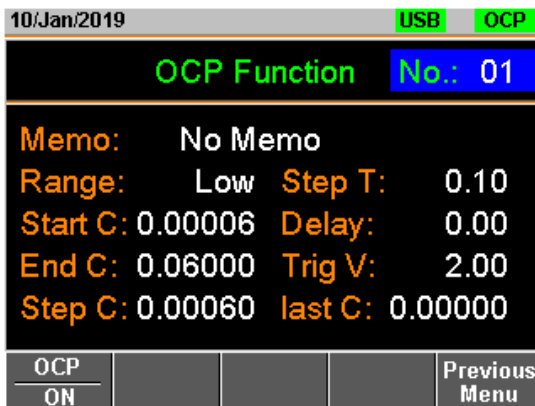 10/Jan/2019 USB OCP
OCP Function No.: 01
Memo: No Memo
Range: Low Step T: 0.10
Start C: 0.00006 Delay: 0.00
End C: 0.06000 Trig V: 2.00
Step C: 0.00060 last C: 0.00000
OCP
ON
Previous
Menu